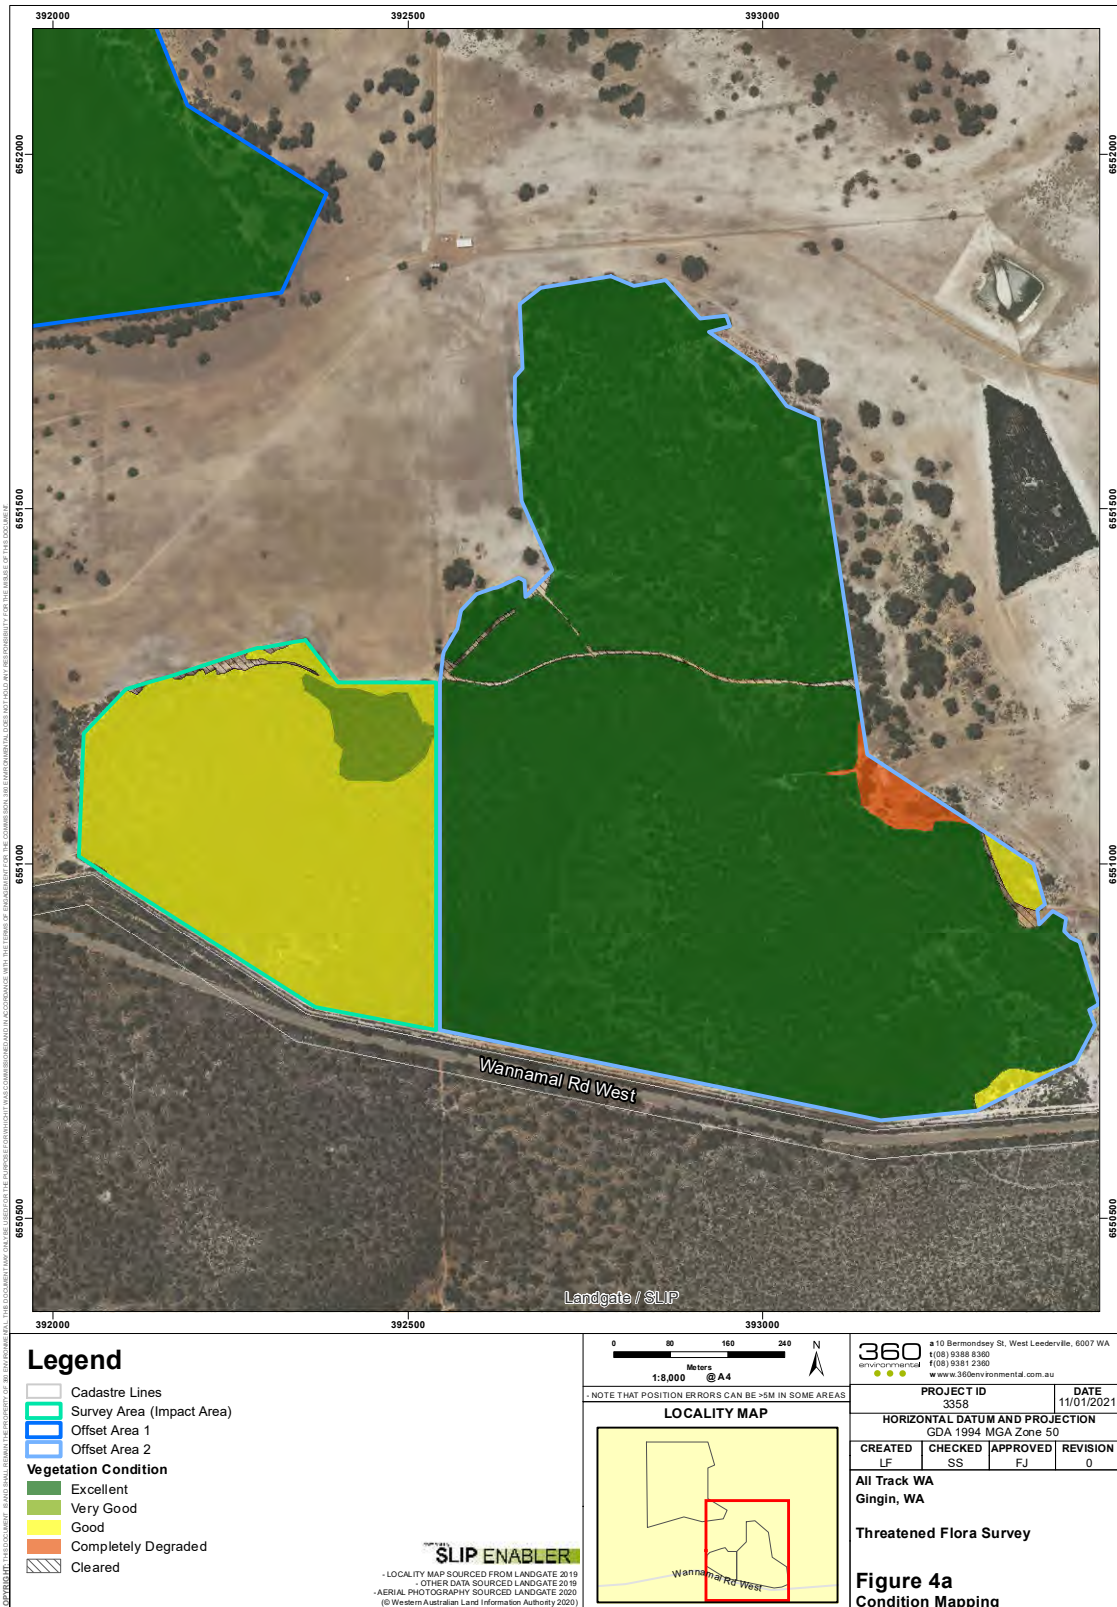 392000
392500
393000
6552000
6552000
6551500
6551500
6551000
6551000
6550500
6550500
Wannamal Rd West
Landgate / SLIP
392000
392500
393000
Legend
Cadastre Lines
Survey Area (Impact Area)
Offset Area 1
Offset Area 2
Vegetation Condition
Excellent
Very Good
Good
Completely Degraded
Cleared
SLIP ENABLER
- LOCALITY MAP SOURCED FROM LANDGATE 2019
- OTHER DATA SOURCED LANDGATE 2019
- AERIAL PHOTOGRAPHY SOURCED LANDGATE 2020
(© Western Australian Land Information Authority 2020)
0 80 160 240
Meters
1:8,000 @ A4
N
- NOTE THAT POSITION ERRORS CAN BE >5M IN SOME AREAS
LOCALITY MAP
Wannamal Rd West
360
environmental
a 10 Bermondsey St, West Leederville, 6007 WA
t (08) 9388 8360
f (08) 9381 2360
w www.360environmental.com.au
PROJECT ID
3358
DATE
11/01/2021
HORIZONTAL DATUM AND PROJECTION
GDA 1994 MGA Zone 50
CREATED CHECKED APPROVED REVISION
LF SS FJ 0
All Track WA
Gingin, WA
Threatened Flora Survey
Figure 4a
Condition Mapping